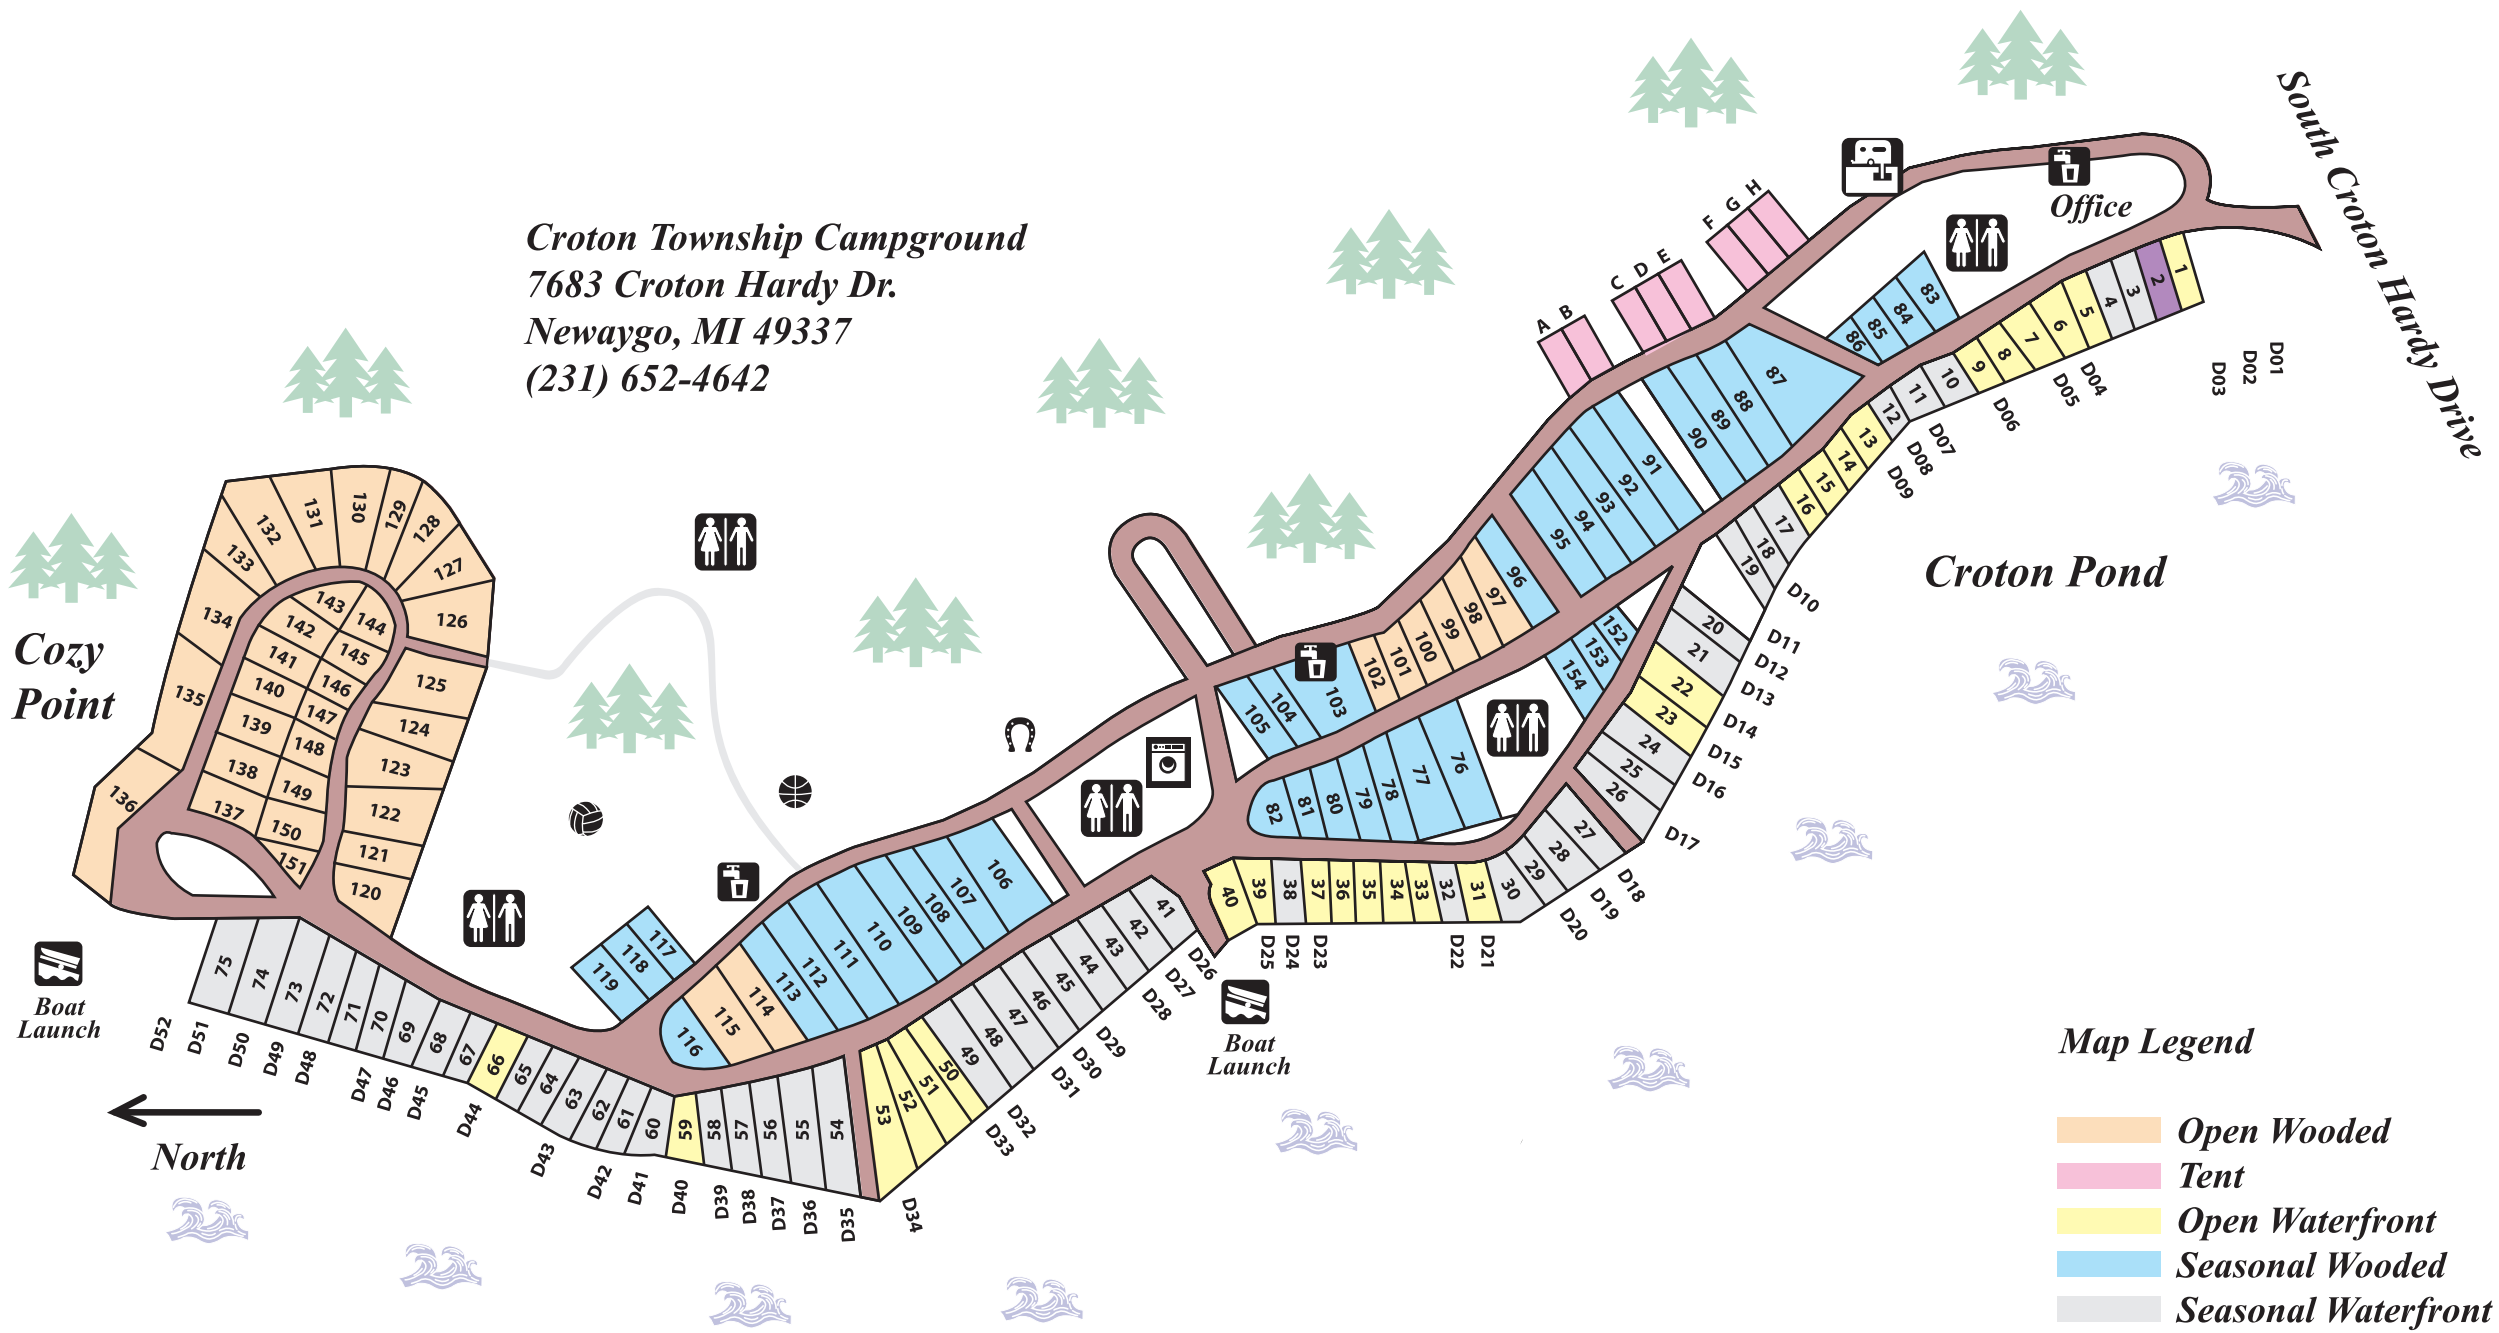 South Croton Hardy Drive
Office
Croton Township Campground
7683 Croton Hardy Dr.
Newaygo, MI 49337
(231) 652-4642
A B
C D E
F G H
1
2
3
4
5
6
7
8
9
10
11
12
13
14
15
16
17
18
19
20
21
22
23
24
25
26
27
28
29
30
31
32
33
34
35
36
37
38
39
40
41
42
43
44
45
46
47
48
49
50
51
52
53
54
55
56
57
58
59
60
61
62
63
64
65
66
67
68
69
70
71
72
73
74
75
76
77
78
79
80
81
82
83
84
85
86
87
88
89
90
91
92
93
94
95
96
97
98
99
100
101
102
103
104
105
106
107
108
109
110
111
112
113
114
115
116
117
118
119
120
121
122
123
124
125
126
127
128
129
130
131
132
133
134
135
136
137
138
139
140
141
142
143
144
145
146
147
148
149
150
151
152
153
154
D01
D02
D03
D04
D05
D06
D07
D08
D09
D10
D11
D12
D13
D14
D15
D16
D17
D18
D19
D20
D21
D22
D23
D24
D25
D26
D27
D28
D29
D30
D31
D32
D33
D34
D35
D36
D37
D38
D39
D40
D41
D42
D43
D44
D45
D46
D47
D48
D49
D50
D51
D52
Croton Pond
Cozy
Point
Boat
Launch
Boat
Launch
North
Map Legend
Open Wooded
Tent
Open Waterfront
Seasonal Wooded
Seasonal Waterfront